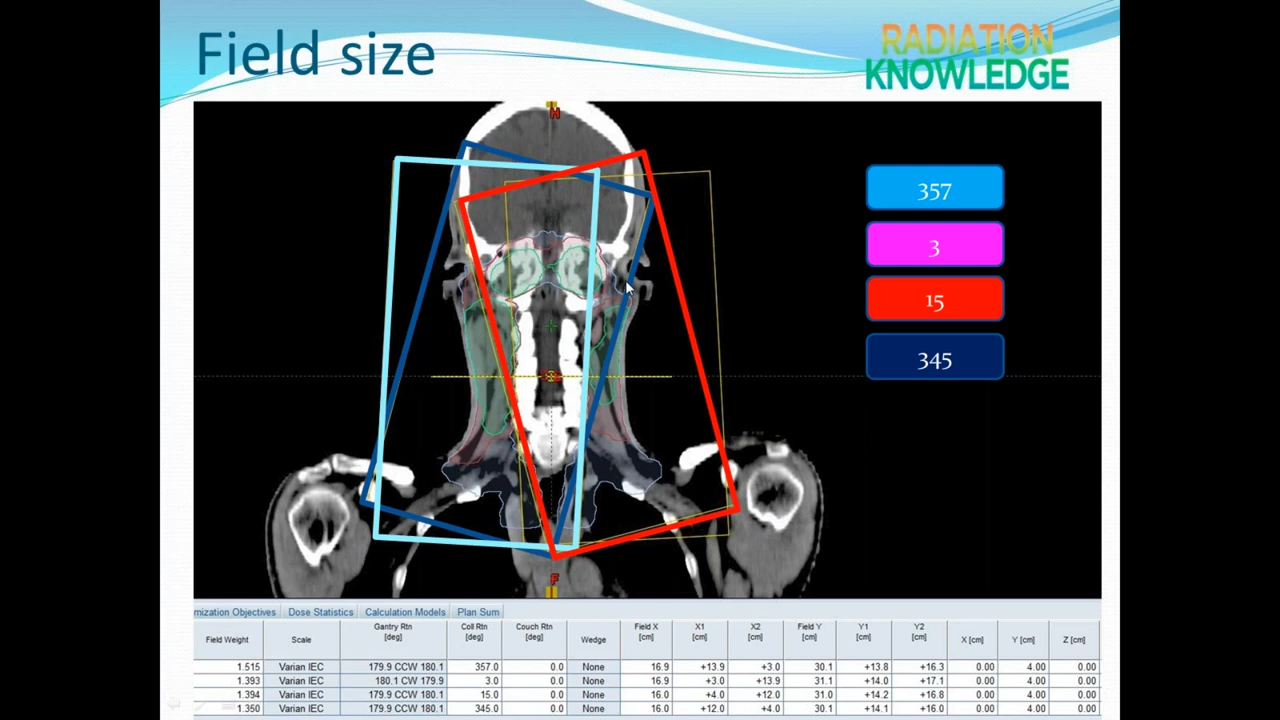 Field size
RADIATION
KNOWLEDGE
H
357
3
15
345
F
mization Objectives Dose Statistics Calculation Models Plan Sum
Field Weight Scale Gantry Rtn [deg] Coll Rtn [deg] Couch Rtn [deg] Wedge Field X [cm] X1 [cm] X2 [cm] Field Y [cm] Y1 [cm] Y2 [cm] X [cm] Y [cm] Z [cm]
1.515 Varian IEC 179.9 CCW 180.1 357.0 0.0 None 16.9 +13.9 +3.0 30.1 +13.8 +16.3 0.00 4.00 0.00
1.393 Varian IEC 180.1 CW 179.9 3.0 0.0 None 16.9 +3.0 +13.9 31.1 +14.0 +17.1 0.00 4.00 0.00
1.394 Varian IEC 179.9 CCW 180.1 15.0 0.0 None 16.0 +4.0 +12.0 31.0 +14.2 +16.8 0.00 4.00 0.00
1.350 Varian IEC 179.9 CCW 180.1 345.0 0.0 None 16.0 +12.0 +4.0 30.1 +14.1 +16.0 0.00 4.00 0.00